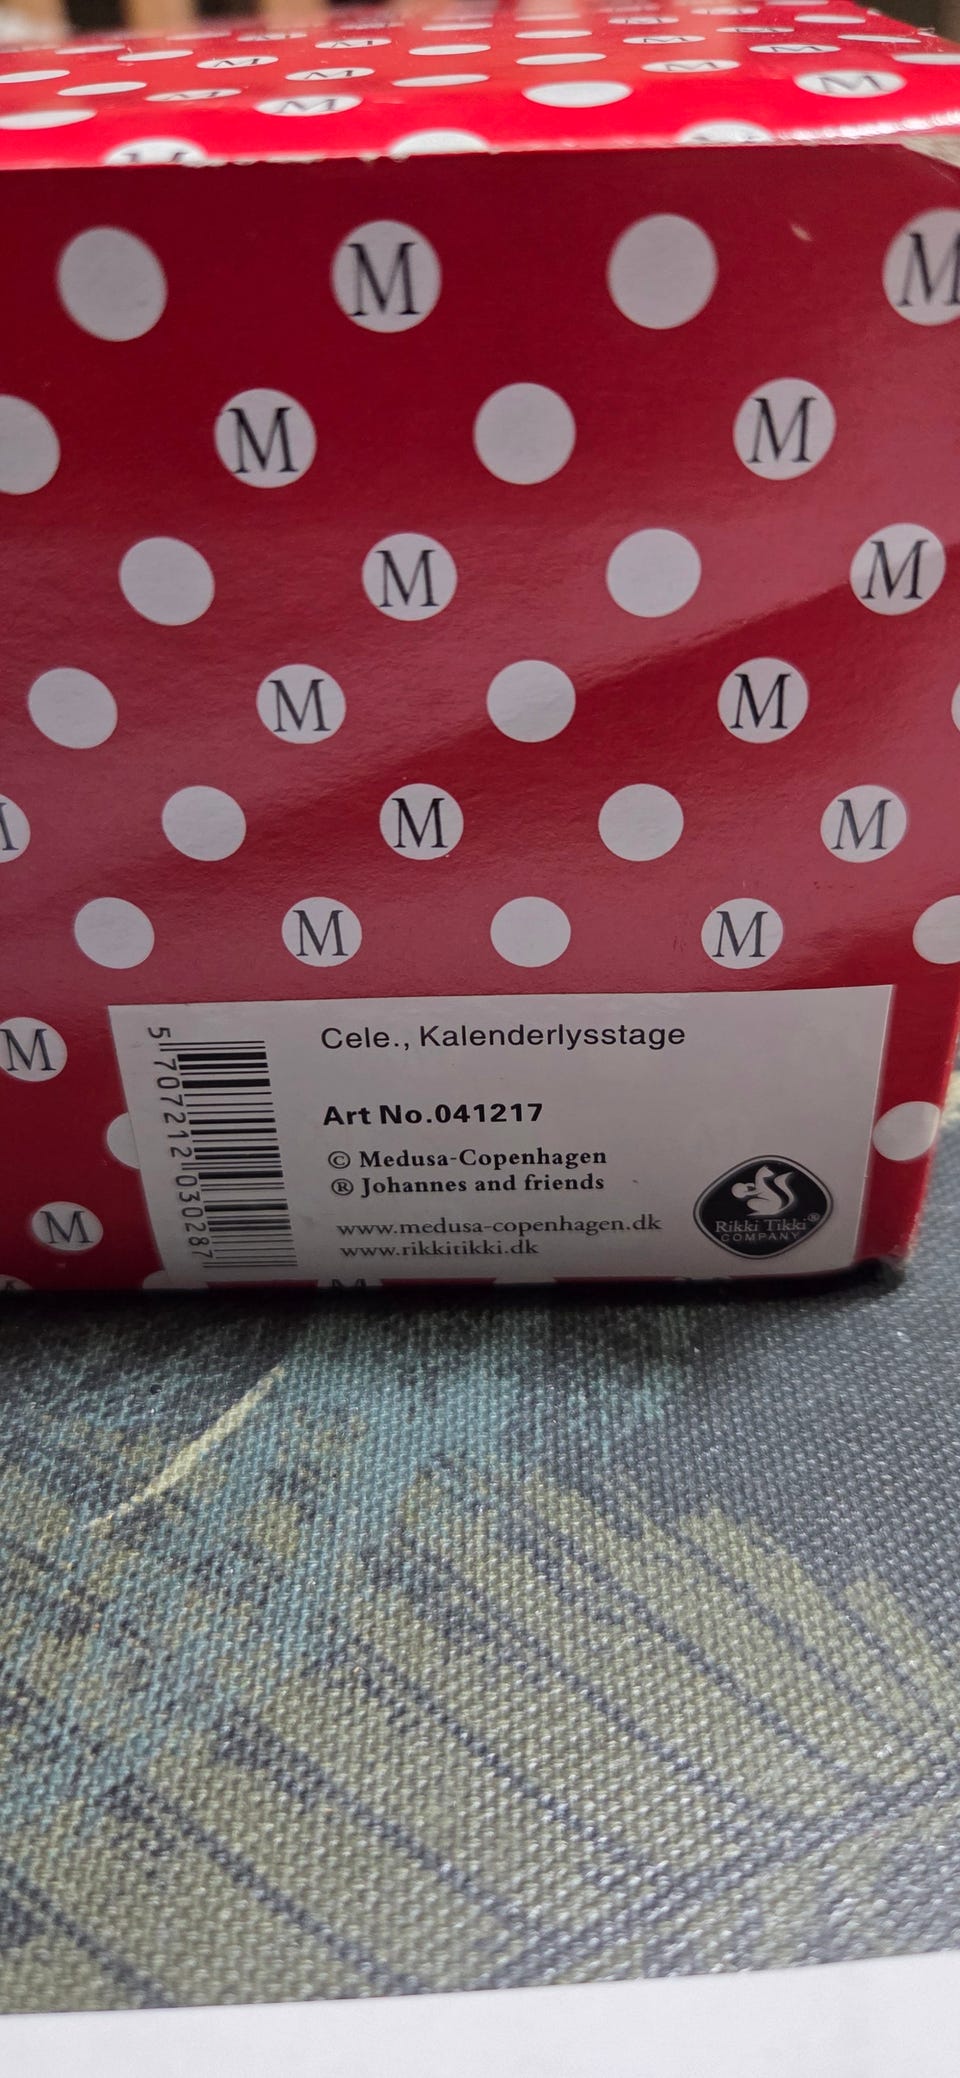 M M
M M
M M
M M
M M
M M
M
M
Cele., Kalenderlysstage
Art No.041217
© Medusa-Copenhagen
® Johannes and friends
www.medusa-copenhagen.dk
www.rikkitikki.dk
Rikki Tikki®
COMPANY
5 707212 030287